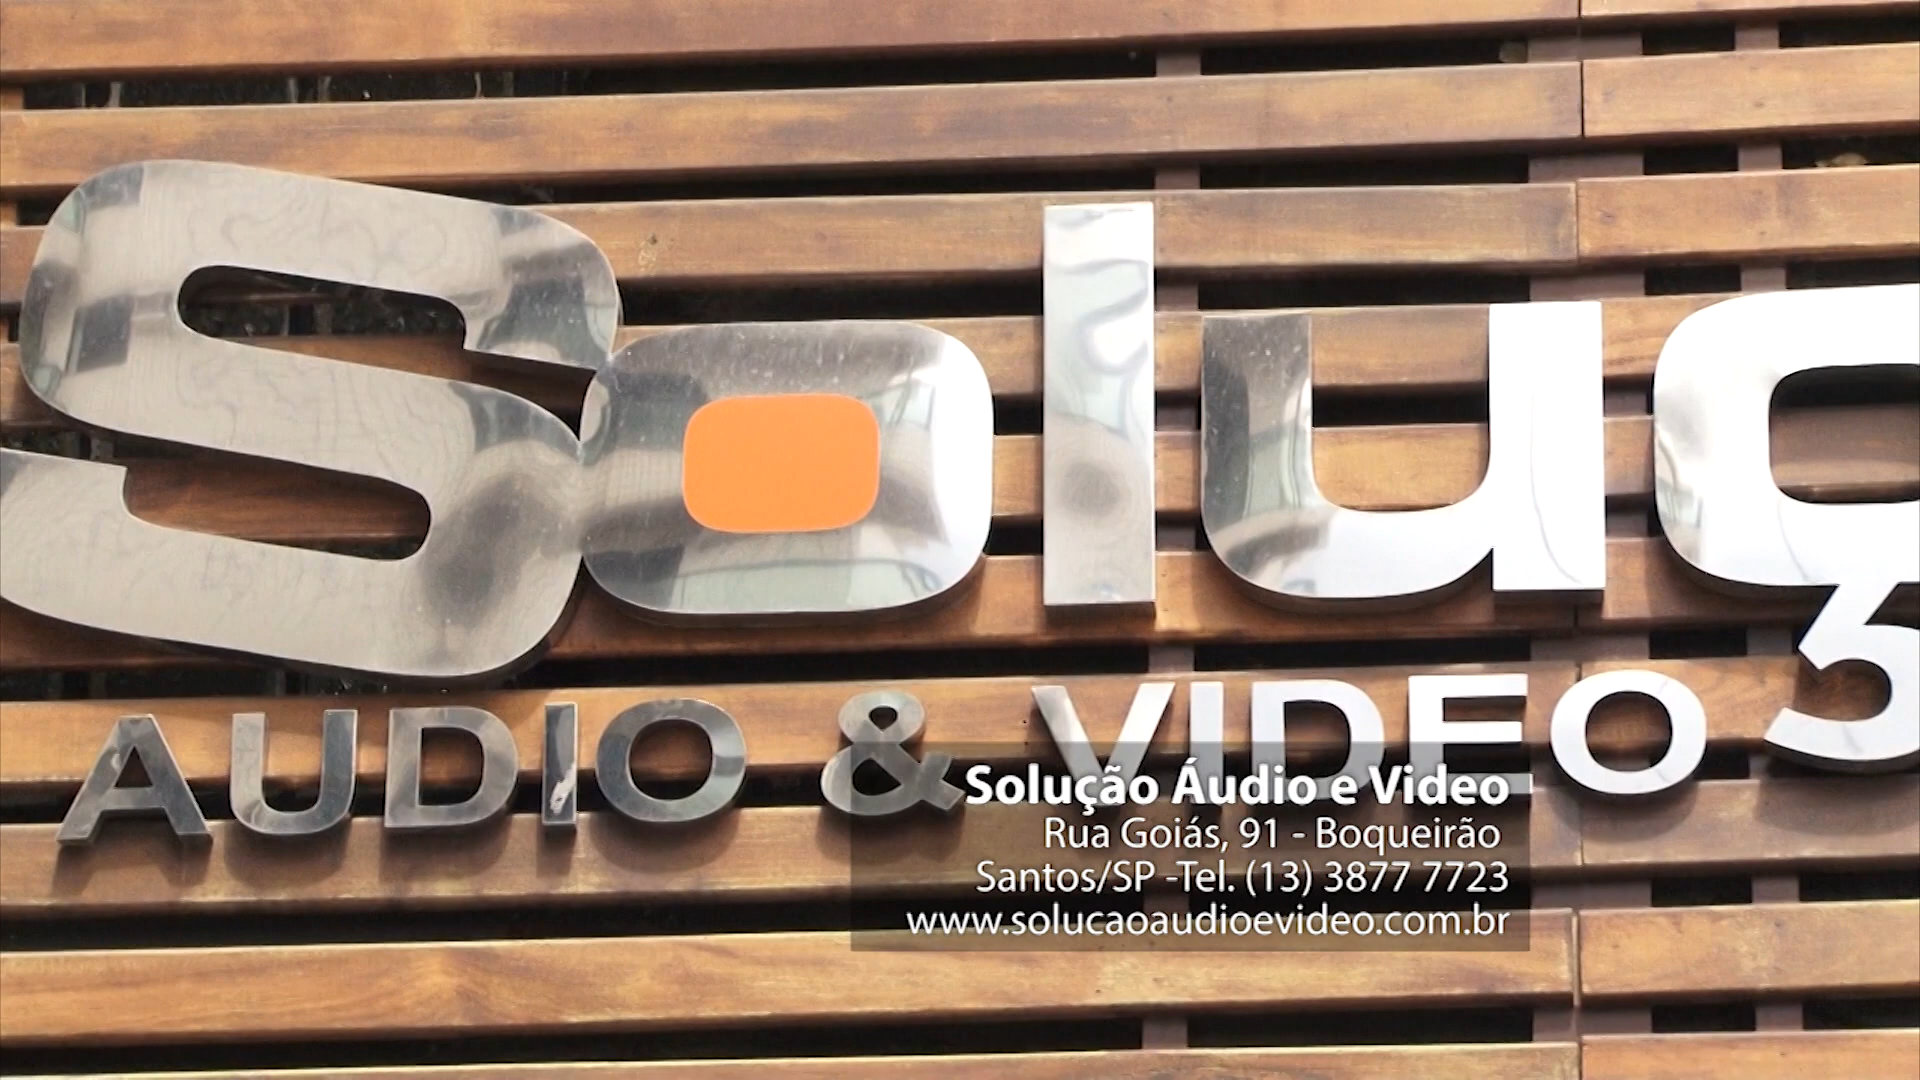 Soluç
AUDIO & VIDEO
Solução Áudio e Video
Rua Goiás, 91 - Boqueirão
Santos/SP -Tel. (13) 3877 7723
www.solucaoaudioevideo.com.br